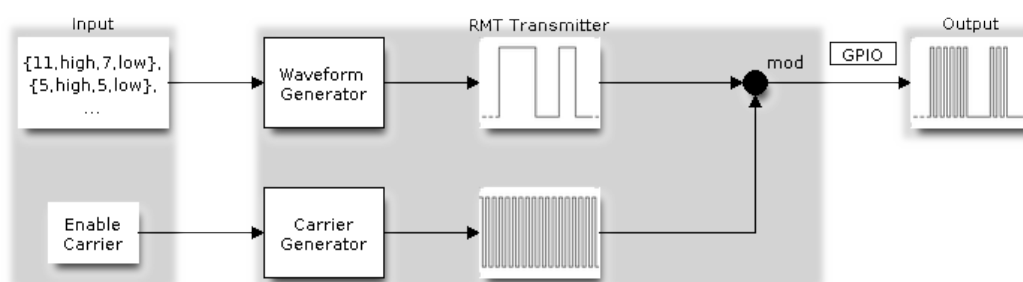 Input
RMT Transmitter
Output
{11,high,7,low},
{5,high,5,low},
...
Waveform
Generator
mod
GPIO
Enable
Carrier
Carrier
Generator